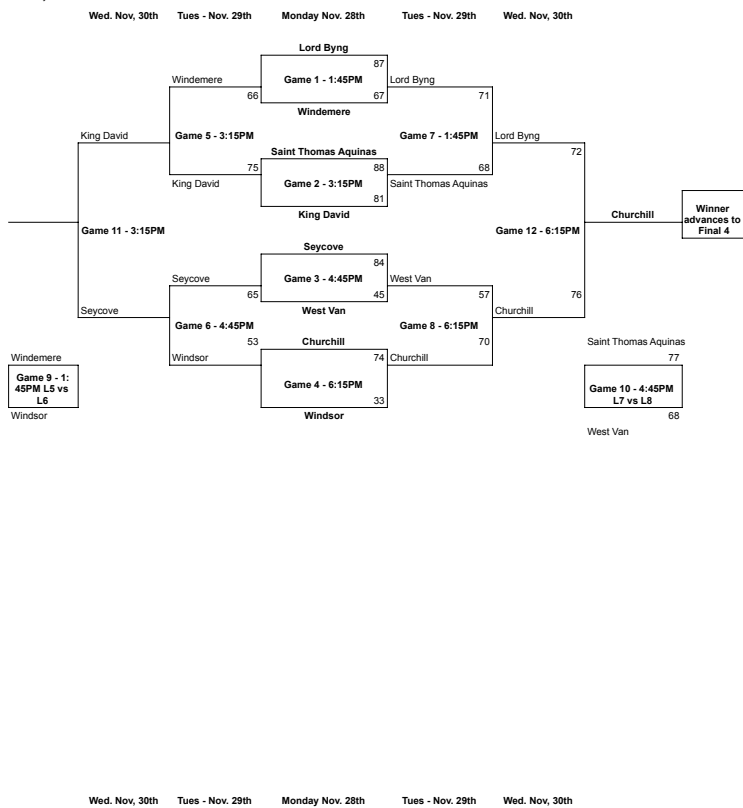 Wed. Nov, 30th Tues - Nov. 29th Monday Nov. 28th Tues - Nov. 29th Wed. Nov, 30th
Lord Byng
87
Windemere Game 1 - 1:45PM Lord Byng
66 67 71
Windemere
King David Game 5 - 3:15PM Game 7 - 1:45PM Lord Byng
Saint Thomas Aquinas 72
75 88 68
King David Game 2 - 3:15PM Saint Thomas Aquinas
81
King David
Churchill
Winner
advances to
Final 4
Game 11 - 3:15PM Game 12 - 6:15PM
Seycove
84
Seycove Game 3 - 4:45PM West Van
65 45 57 76
Seycove West Van Churchill
Game 6 - 4:45PM Game 8 - 6:15PM
53 Churchill 70
Saint Thomas Aquinas
Windemere Windsor 74 Churchill 77
Game 9 - 1:
45PM L5 vs
L6
Game 4 - 6:15PM
Game 10 - 4:45PM
L7 vs L8
33
Windsor Windsor 68
West Van
Wed. Nov, 30th Tues - Nov. 29th Monday Nov. 28th Tues - Nov. 29th Wed. Nov, 30th